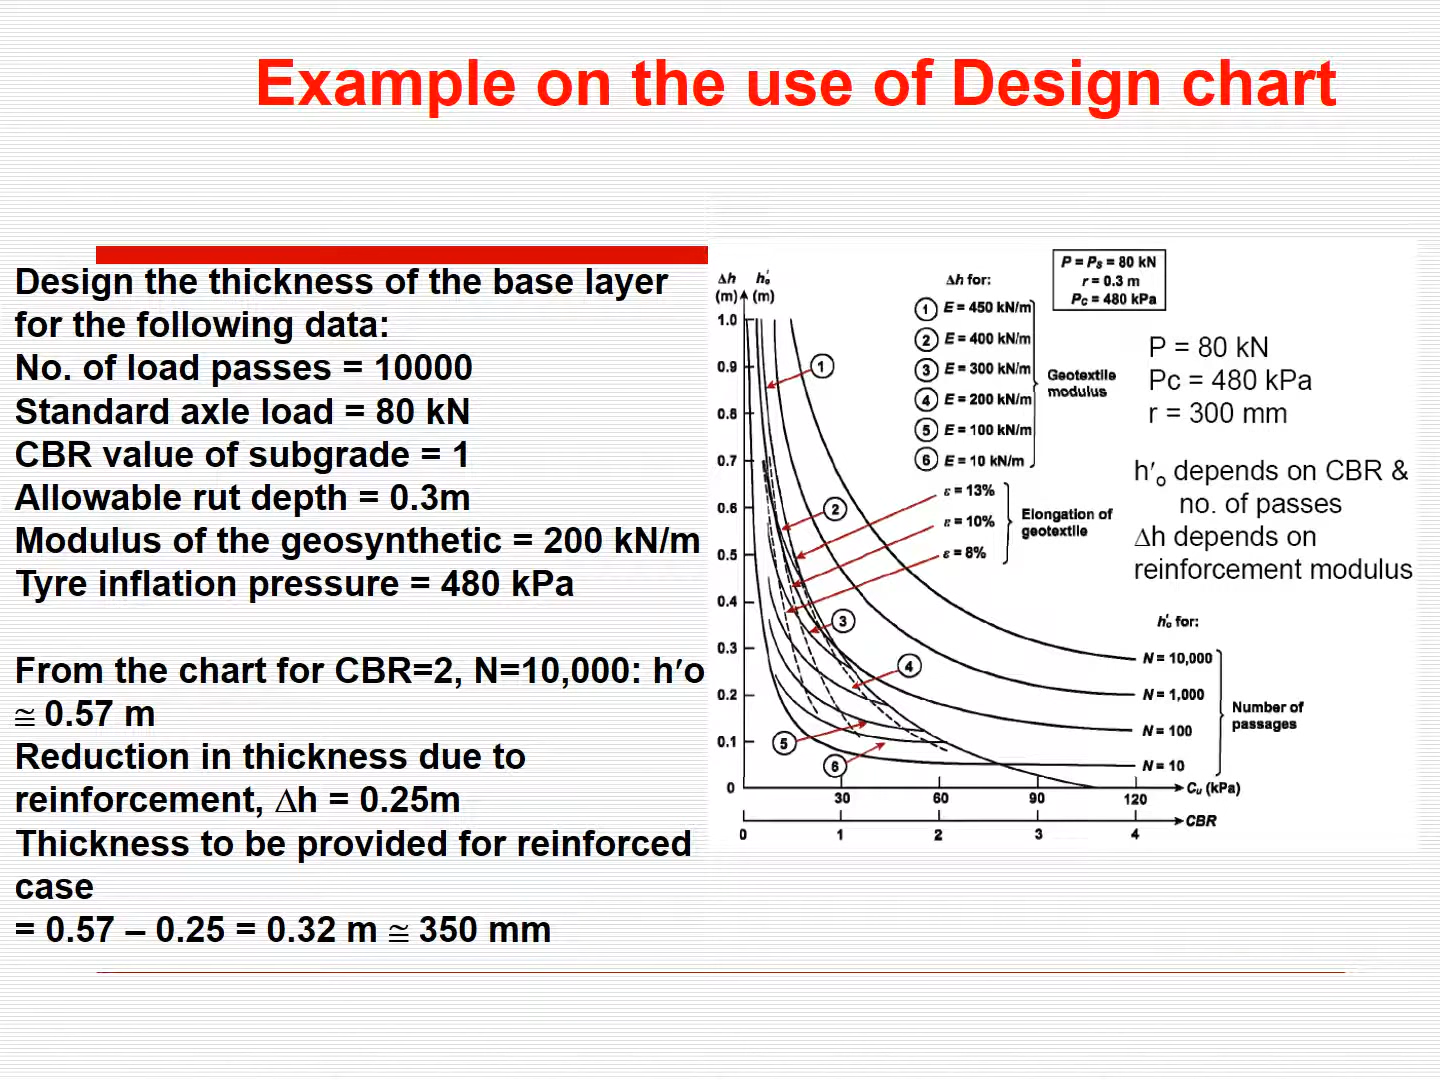 Example on the use of Design chart
Design the thickness of the base layer
for the following data:
No. of load passes = 10000
Standard axle load = 80 kN
CBR value of subgrade = 1
Allowable rut depth = 0.3m
Modulus of the geosynthetic = 200 kN/m
Tyre inflation pressure = 480 kPa
From the chart for CBR=2, N=10,000: h′o
≅ 0.57 m
Reduction in thickness due to
reinforcement, Δh = 0.25m
Thickness to be provided for reinforced
case
= 0.57 – 0.25 = 0.32 m ≅ 350 mm
Δh h′o
(m) (m)
1.0
0.9
0.8
0.7
0.6
0.5
0.4
0.3
0.2
0.1
0
Δh for:
1 E = 450 kN/m
2 E = 400 kN/m
3 E = 300 kN/m
4 E = 200 kN/m
5 E = 100 kN/m
6 E = 10 kN/m
Geotextile
modulus
P = Ps = 80 kN
r = 0.3 m
Pc = 480 kPa
ε = 13%
ε = 10%
ε = 8%
Elongation of
geotextile
1
2
3
4
5
6
h′o for:
N = 10,000
N = 1,000
N = 100
N = 10
Number of
passages
30 60 90 120 Cu (kPa)
0 1 2 3 4 CBR
P = 80 kN
Pc = 480 kPa
r = 300 mm
h′o depends on CBR &
no. of passes
Δh depends on
reinforcement modulus